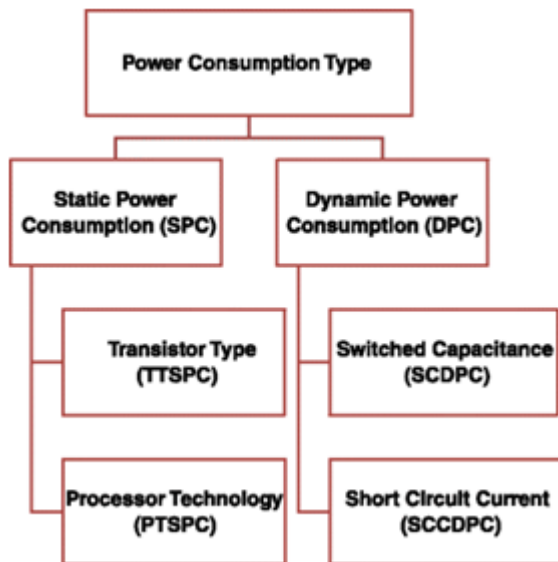 Power Consumption Type
Static Power
Consumption (SPC)
Dynamic Power
Consumption (DPC)
Transistor Type
(TTSPC)
Switched Capacitance
(SCDPC)
Processor Technology
(PTSPC)
Short Circuit Current
(SCCDPC)